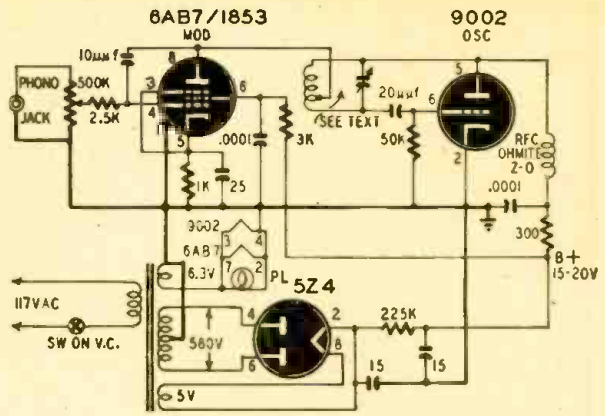 6AB7/1853
MOD
9002
OSC
10µµf
8
5
PHONO
JACK
500K
2.5K
3
4
6
5
.0001
3K
SEE TEXT
20µµf
6
50K
2
RFC
OHMITE
Z-0
.0001
1K
25
300
B+
15-20V
9002
3 4
6AB7
7 2
6.3V
PL
5Z4
117VAC
SW ON V.C.
580V
4
6
2
8
225K
15
15
5V